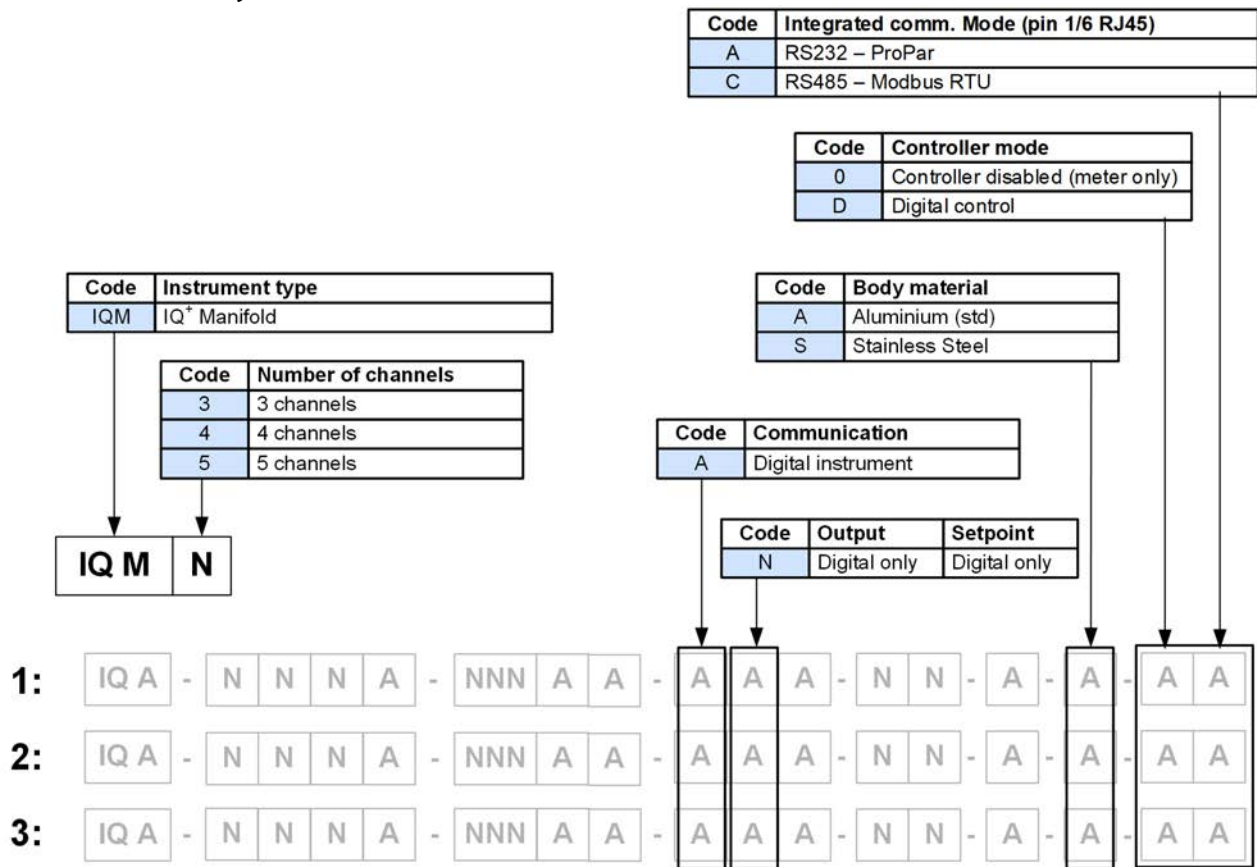 Code Integrated comm. Mode (pin 1/6 RJ45)
A RS232 – ProPar
C RS485 – Modbus RTU
Code Controller mode
0 Controller disabled (meter only)
D Digital control
Code Instrument type
IQM IQ⁺ Manifold
Code Body material
A Aluminium (std)
S Stainless Steel
Code Number of channels
3 3 channels
4 4 channels
5 5 channels
Code Communication
A Digital instrument
Code Output Setpoint
N Digital only Digital only
IQ M N
1: IQ A - N N N A - NNN A A - A A A - N N - A - A - A A
2: IQ A - N N N A - NNN A A - A A A - N N - A - A - A A
3: IQ A - N N N A - NNN A A - A A A - N N - A - A - A A